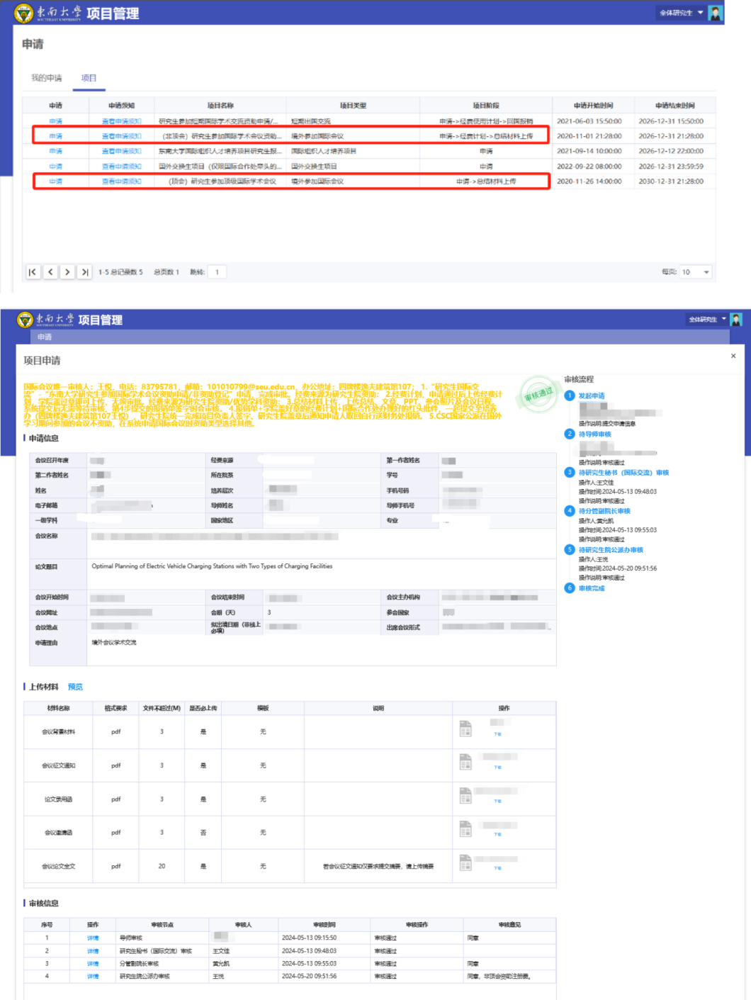 東南大學 项目管理
SOUTHEAST UNIVERSITY
全体研究生
申请
我的申请 项目
申请 申请须知 项目名称 项目类型 项目阶段 申请开始时间 申请结束时间
申请 查看申请须知 研究生参加短期国际学术交流资助申请/... 短期出国交流 申请->经费使用计划->回国报销 2021-06-03 15:50:00 2026-12-31 15:50:00
申请 查看申请须知 （非顶会）研究生参加国际学术会议资助... 境外参加国际会议 申请->经费计划->总结材料上传 2020-11-01 21:28:00 2026-12-31 21:28:00
申请 查看申请须知 东南大学国际组织人才培养项目研究生报... 国际组织人才培养项目 申请 2021-09-14 10:00:00 2026-12-12 22:00:00
申请 查看申请须知 国外交换生项目（仅限国际合作处牵头的... 国外交换生项目 申请 2022-09-22 08:00:00 2026-12-31 23:59:59
申请 查看申请须知 （顶会）研究生参加顶级国际学术会议 境外参加国际会议 申请->总结材料上传 2020-11-26 14:00:00 2030-12-31 21:28:00
1-5 总记录数 5 总页数 1 跳转: 1 每页: 10
東南大學 项目管理
全体研究生
申请
项目申请
国际会议唯一审核人：王悦，电话：83795781，邮箱：101010799@seu.edu.cn，办公地址：四牌楼逸夫建筑馆107； 1.“研究生国际交
流”-“东南大学研究生参加国际学术会议资助申请/非资助登记”申请，完成审批。经费来源为研究生院资助： 2.经费计划，申请通过后上传经费计
划，学院盖过章即可上传，无须审批。经费来源为研究生院资助/优势学科资助： 3.总结材料上传，上传总结、文章、PPT、参会照片及会议日程。
系统提交后无需等待审核，第4步提交的报销单签字时会审核。 4.报销单+学院盖好章的经费计划+国际合作处办理好的红头批件，一起提交至培养
办（四牌楼逸夫建筑馆107王悦），研究生院统一完成项目负责人签字、研究生院盖章后通知申请人取回自行送财务处报销。 5.CSC国家公派在国外
学习期间参加的会议不资助，在系统申请国际会议时资助类型选择其他。
审核通过
申请信息
会议召开年度 经费来源 第一作者姓名
第二作者姓名 所在院系 学号
姓名 培养层次 手机号码
电子邮箱 导师姓名 导师手机号
一级学科 国家地区 专业
会议名称
论文题目 Optimal Planning of Electric Vehicle Charging Stations with Two Types of Charging Facilities
会议开始时间 会议结束时间 会议主办机构
会议网址 会期（天） 3 参会国家
会议地点 拟出境日期（非线上必填） 出席会议形式
申请理由 境外会议学术交流
审核流程
1 发起申请
操作说明:提交申请信息
2 待导师审核
操作说明:审核通过
3 待研究生秘书（国际交流）审核
操作人:王文佳
操作时间:2024-05-13 09:48:03
操作说明:审核通过
4 待分管副院长审核
操作人:黄允凯
操作时间:2024-05-13 09:55:03
操作说明:审核通过
5 待研究生院公派办审核
操作人:王悦
操作时间:2024-05-20 09:51:56
操作说明:审核通过
6 审核完成
上传材料 预览
材料名称 格式要求 文件不超过(M) 是否必上传 模板 说明 操作
会议背景材料 pdf 3 是 无 下载
会议征文通知 pdf 3 是 无 下载
论文录用函 pdf 3 是 无 下载
会议邀请函 pdf 3 否 无 下载
会议论文全文 pdf 20 是 无 若会议征文通知仅要求提交摘要，请上传摘要 下载
审核信息
序号 操作 审核节点 审核人 审核时间 审核操作 审核意见
1 详情 导师审核 2024-05-13 09:15:50 审核通过 同意
2 详情 研究生秘书（国际交流）审核 王文佳 2024-05-13 09:48:03 审核通过
3 详情 分管副院长审核 黄允凯 2024-05-13 09:55:03 审核通过 同意
4 详情 研究生院公派办审核 王悦 2024-05-20 09:51:56 审核通过 同意，非顶会资助注册费。